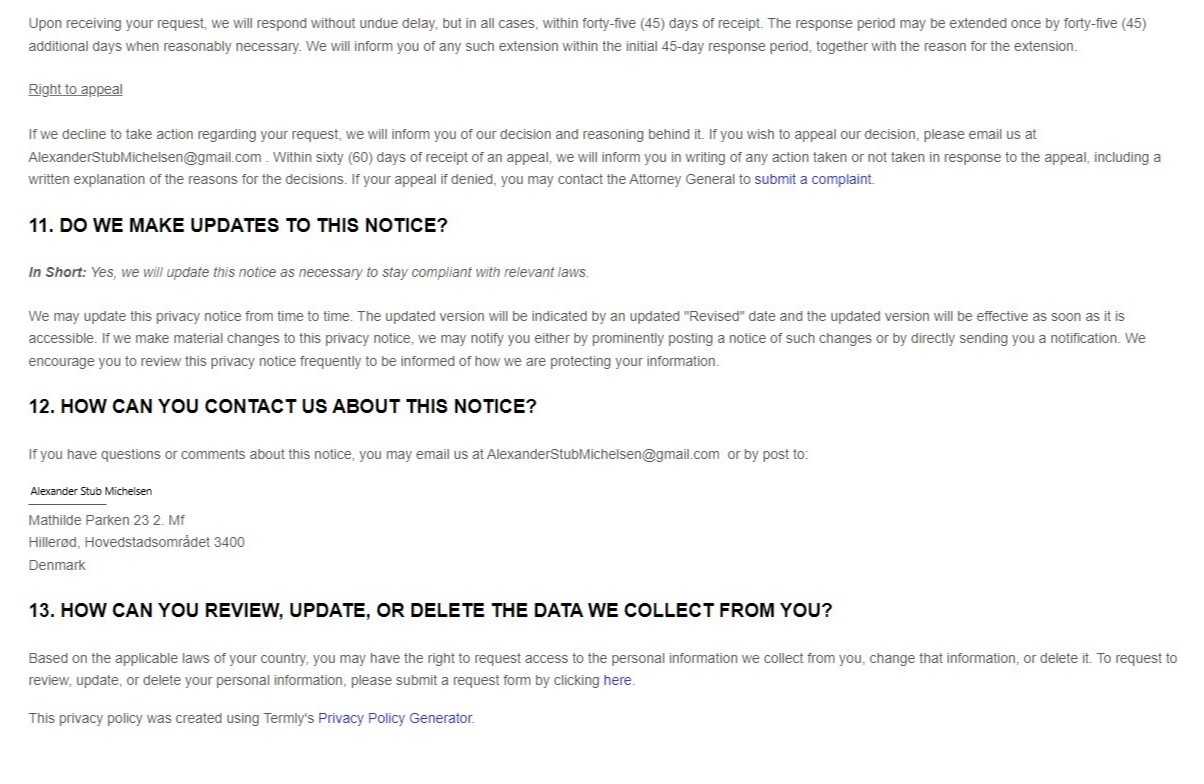 Upon receiving your request, we will respond without undue delay, but in all cases, within forty-five (45) days of receipt. The response period may be extended once by forty-five (45)
additional days when reasonably necessary. We will inform you of any such extension within the initial 45-day response period, together with the reason for the extension.
Right to appeal
If we decline to take action regarding your request, we will inform you of our decision and reasoning behind it. If you wish to appeal our decision, please email us at
AlexanderStubMichelsen@gmail.com . Within sixty (60) days of receipt of an appeal, we will inform you in writing of any action taken or not taken in response to the appeal, including a
written explanation of the reasons for the decisions. If your appeal if denied, you may contact the Attorney General to submit a complaint.
11. DO WE MAKE UPDATES TO THIS NOTICE?
In Short: Yes, we will update this notice as necessary to stay compliant with relevant laws.
We may update this privacy notice from time to time. The updated version will be indicated by an updated "Revised" date and the updated version will be effective as soon as it is
accessible. If we make material changes to this privacy notice, we may notify you either by prominently posting a notice of such changes or by directly sending you a notification. We
encourage you to review this privacy notice frequently to be informed of how we are protecting your information.
12. HOW CAN YOU CONTACT US ABOUT THIS NOTICE?
If you have questions or comments about this notice, you may email us at AlexanderStubMichelsen@gmail.com or by post to:
Alexander Stub Michelsen
Mathilde Parken 23 2. Mf
Hillerød, Hovedstadsområdet 3400
Denmark
13. HOW CAN YOU REVIEW, UPDATE, OR DELETE THE DATA WE COLLECT FROM YOU?
Based on the applicable laws of your country, you may have the right to request access to the personal information we collect from you, change that information, or delete it. To request to
review, update, or delete your personal information, please submit a request form by clicking here.
This privacy policy was created using Termly's Privacy Policy Generator.